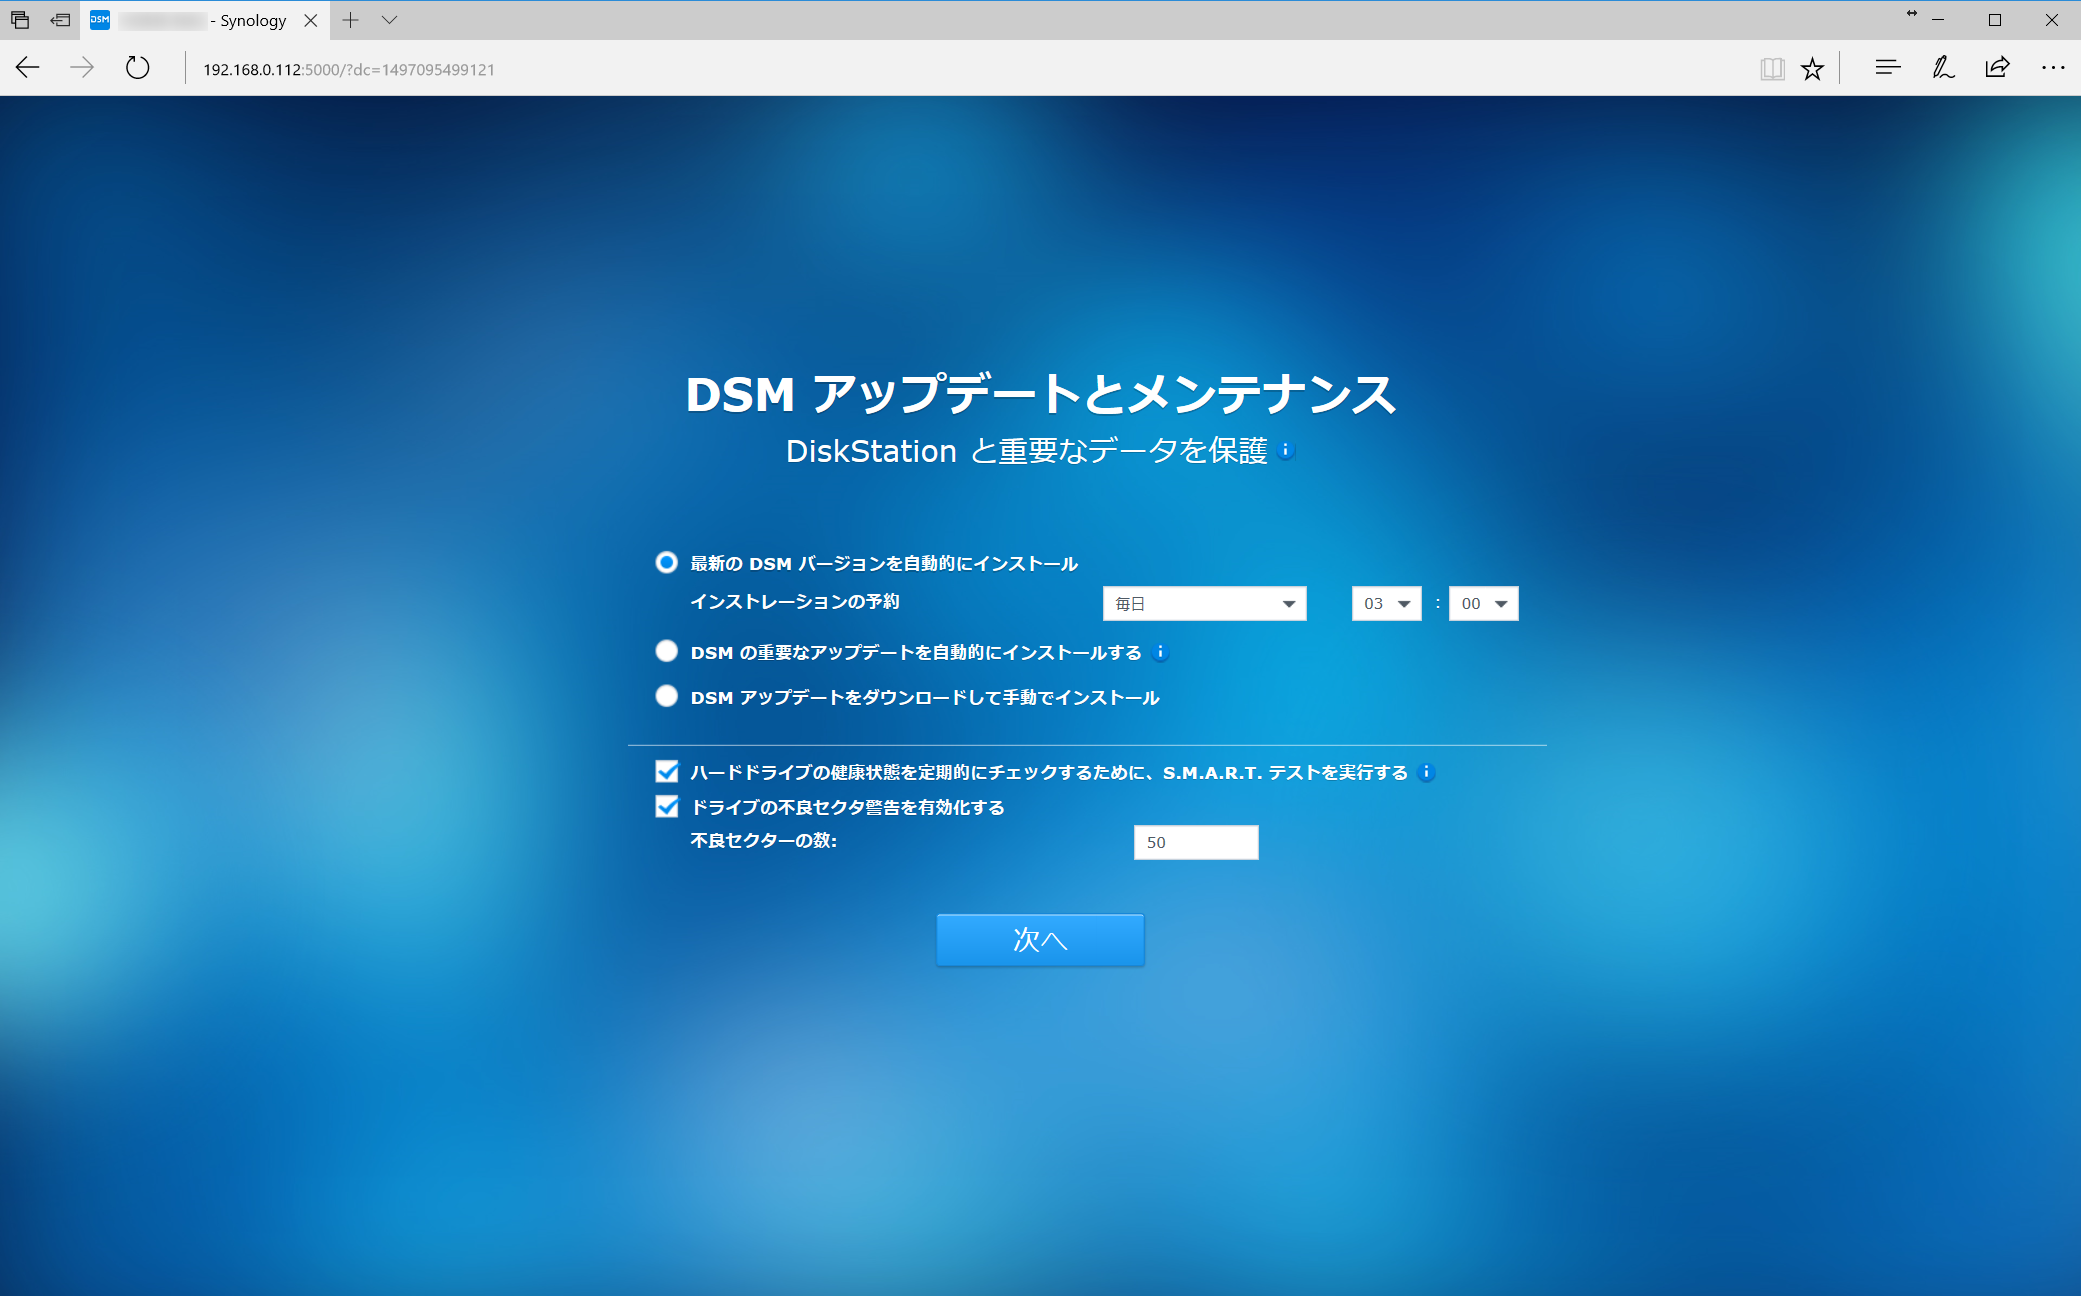 DSM - Synology
192.168.0.112:5000/?dc=1497095499121
DSM アップデートとメンテナンス
DiskStation と重要なデータを保護
最新の DSM バージョンを自動的にインストール
インストレーションの予約 毎日 03 : 00
DSM の重要なアップデートを自動的にインストールする
DSM アップデートをダウンロードして手動でインストール
ハードドライブの健康状態を定期的にチェックするために、S.M.A.R.T. テストを実行する
ドライブの不良セクタ警告を有効化する
不良セクターの数: 50
次へ